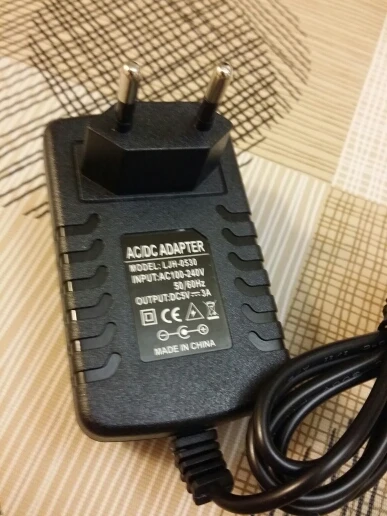 AC/DC ADAPTER
MODEL: LJH-0530
INPUT:AC100-240V
50/60Hz
OUTPUT:DC5V⎓3A
CE
MADE IN CHINA